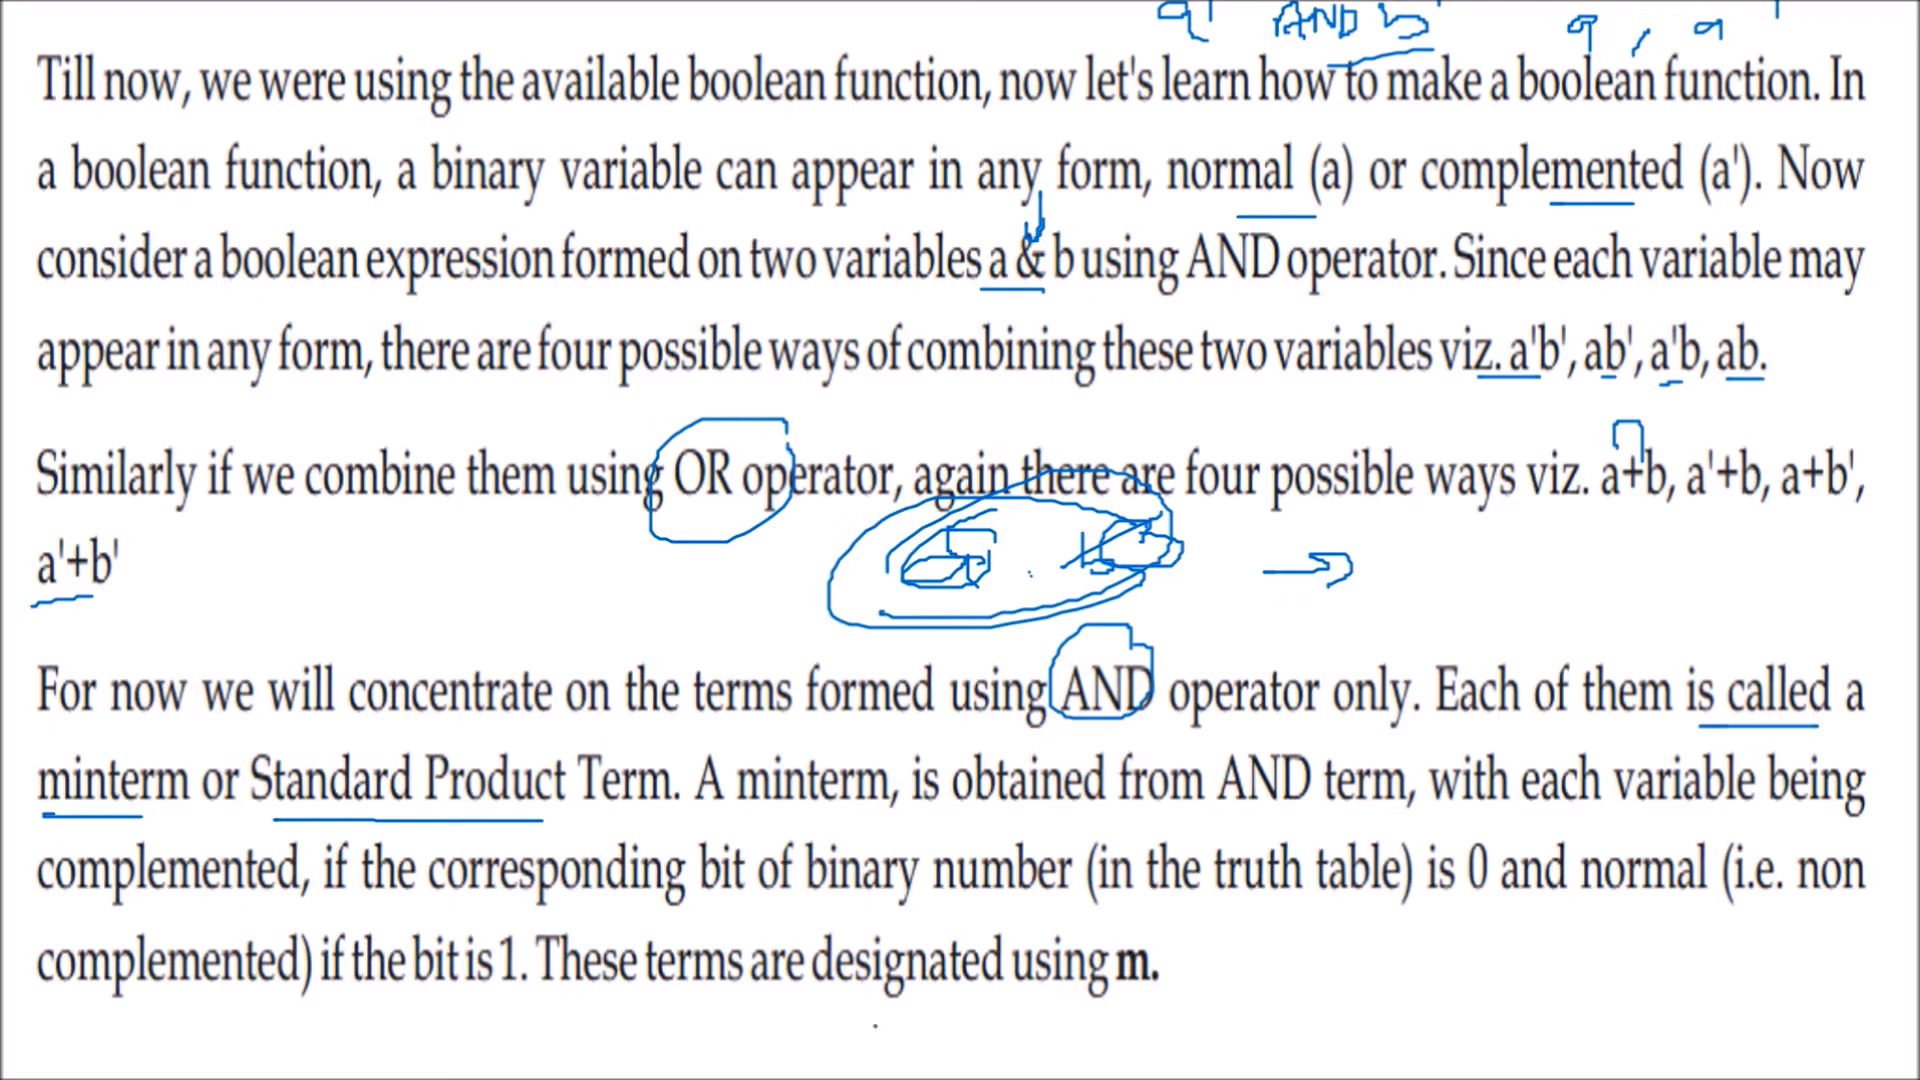 a' AND b' a, a'
Till now, we were using the available boolean function, now let's learn how to make a boolean function. In
a boolean function, a binary variable can appear in any form, normal (a) or complemented (a'). Now
consider a boolean expression formed on two variables a & b using AND operator. Since each variable may
appear in any form, there are four possible ways of combining these two variables viz. a'b', ab', a'b, ab.
Similarly if we combine them using OR operator, again there are four possible ways viz. a+b, a'+b, a+b',
a'+b'
For now we will concentrate on the terms formed using AND operator only. Each of them is called a
minterm or Standard Product Term. A minterm, is obtained from AND term, with each variable being
complemented, if the corresponding bit of binary number (in the truth table) is 0 and normal (i.e. non
complemented) if the bit is 1. These terms are designated using m.